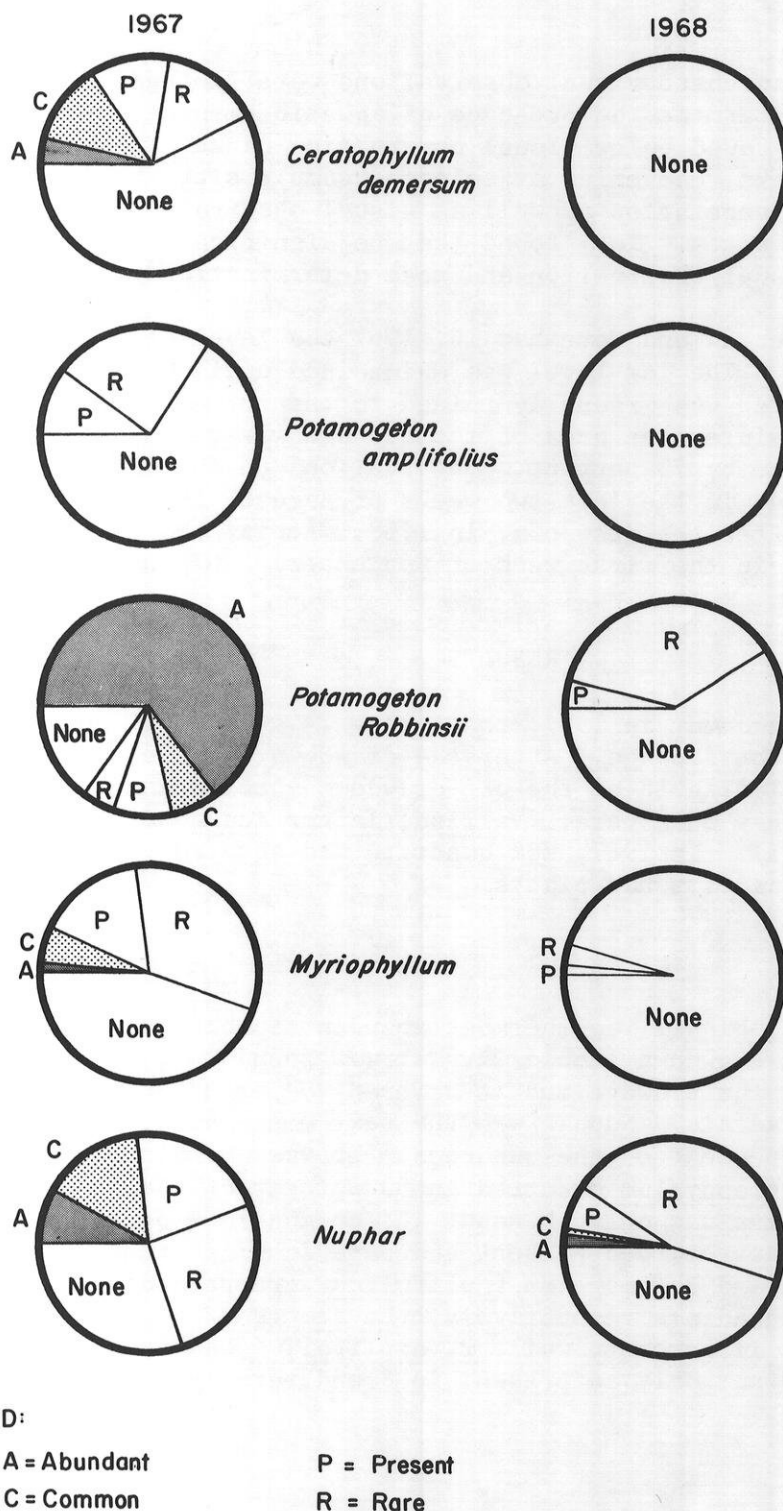 1967
1968
P
C
R
A
None
Ceratophyllum
demersum
None
R
P
None
Potamogeton
amplifolius
None
A
None
R
P
C
Potamogeton
Robbinsii
R
P
None
P
R
C
A
None
Myriophyllum
R
P
None
C
P
A
None
R
Nuphar
R
P
C
A
None
D:
A = Abundant
P = Present
C = Common
R = Rare